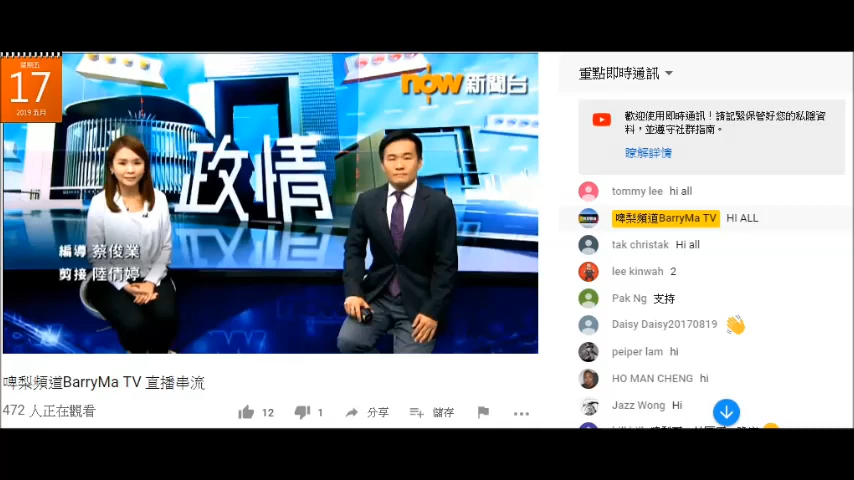 星期五
17
2019 五月
now 新聞台
政情
編導 蔡俊業
剪接 陸倩婷
啤梨頻道BarryMa TV 直播串流
472 人正在觀看
12
1
分享
儲存
重點即時通訊
歡迎使用即時通訊！請記緊保管好您的私隱資
料，並遵守社群指南。
瞭解詳情
tommy lee hi all
啤梨頻道BarryMa TV HI ALL
tak christak Hi all
lee kinwah 2
Pak Ng 支持
Daisy Daisy20170819
peiper lam hi
HO MAN CHENG hi
Jazz Wong Hi